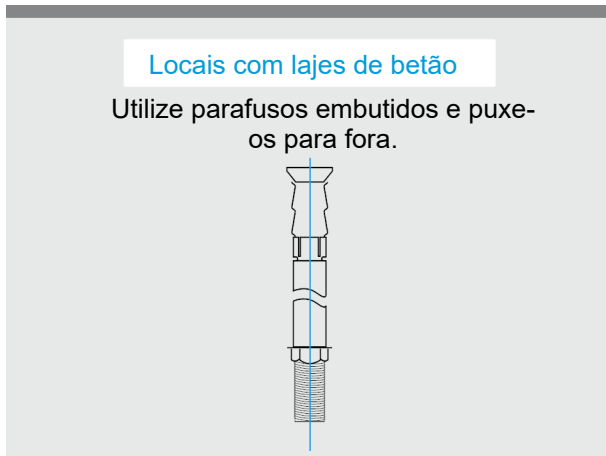 Locais com lajes de betão
Utilize parafusos embutidos e puxe-
os para fora.